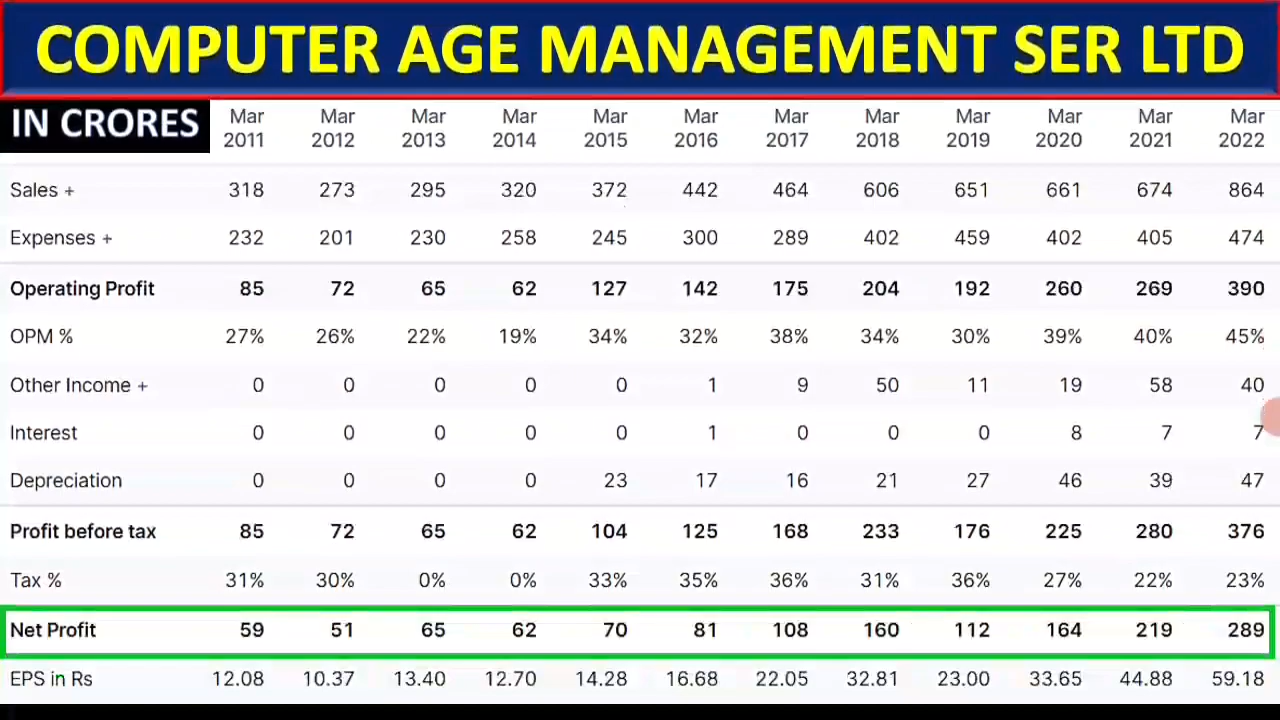 COMPUTER AGE MANAGEMENT SER LTD
IN CRORES Mar 2011 Mar 2012 Mar 2013 Mar 2014 Mar 2015 Mar 2016 Mar 2017 Mar 2018 Mar 2019 Mar 2020 Mar 2021 Mar 2022
Sales + 318 273 295 320 372 442 464 606 651 661 674 864
Expenses + 232 201 230 258 245 300 289 402 459 402 405 474
Operating Profit 85 72 65 62 127 142 175 204 192 260 269 390
OPM % 27% 26% 22% 19% 34% 32% 38% 34% 30% 39% 40% 45%
Other Income + 0 0 0 0 0 1 9 50 11 19 58 40
Interest 0 0 0 0 0 1 0 0 0 8 7 7
Depreciation 0 0 0 0 23 17 16 21 27 46 39 47
Profit before tax 85 72 65 62 104 125 168 233 176 225 280 376
Tax % 31% 30% 0% 0% 33% 35% 36% 31% 36% 27% 22% 23%
Net Profit 59 51 65 62 70 81 108 160 112 164 219 289
EPS in Rs 12.08 10.37 13.40 12.70 14.28 16.68 22.05 32.81 23.00 33.65 44.88 59.18